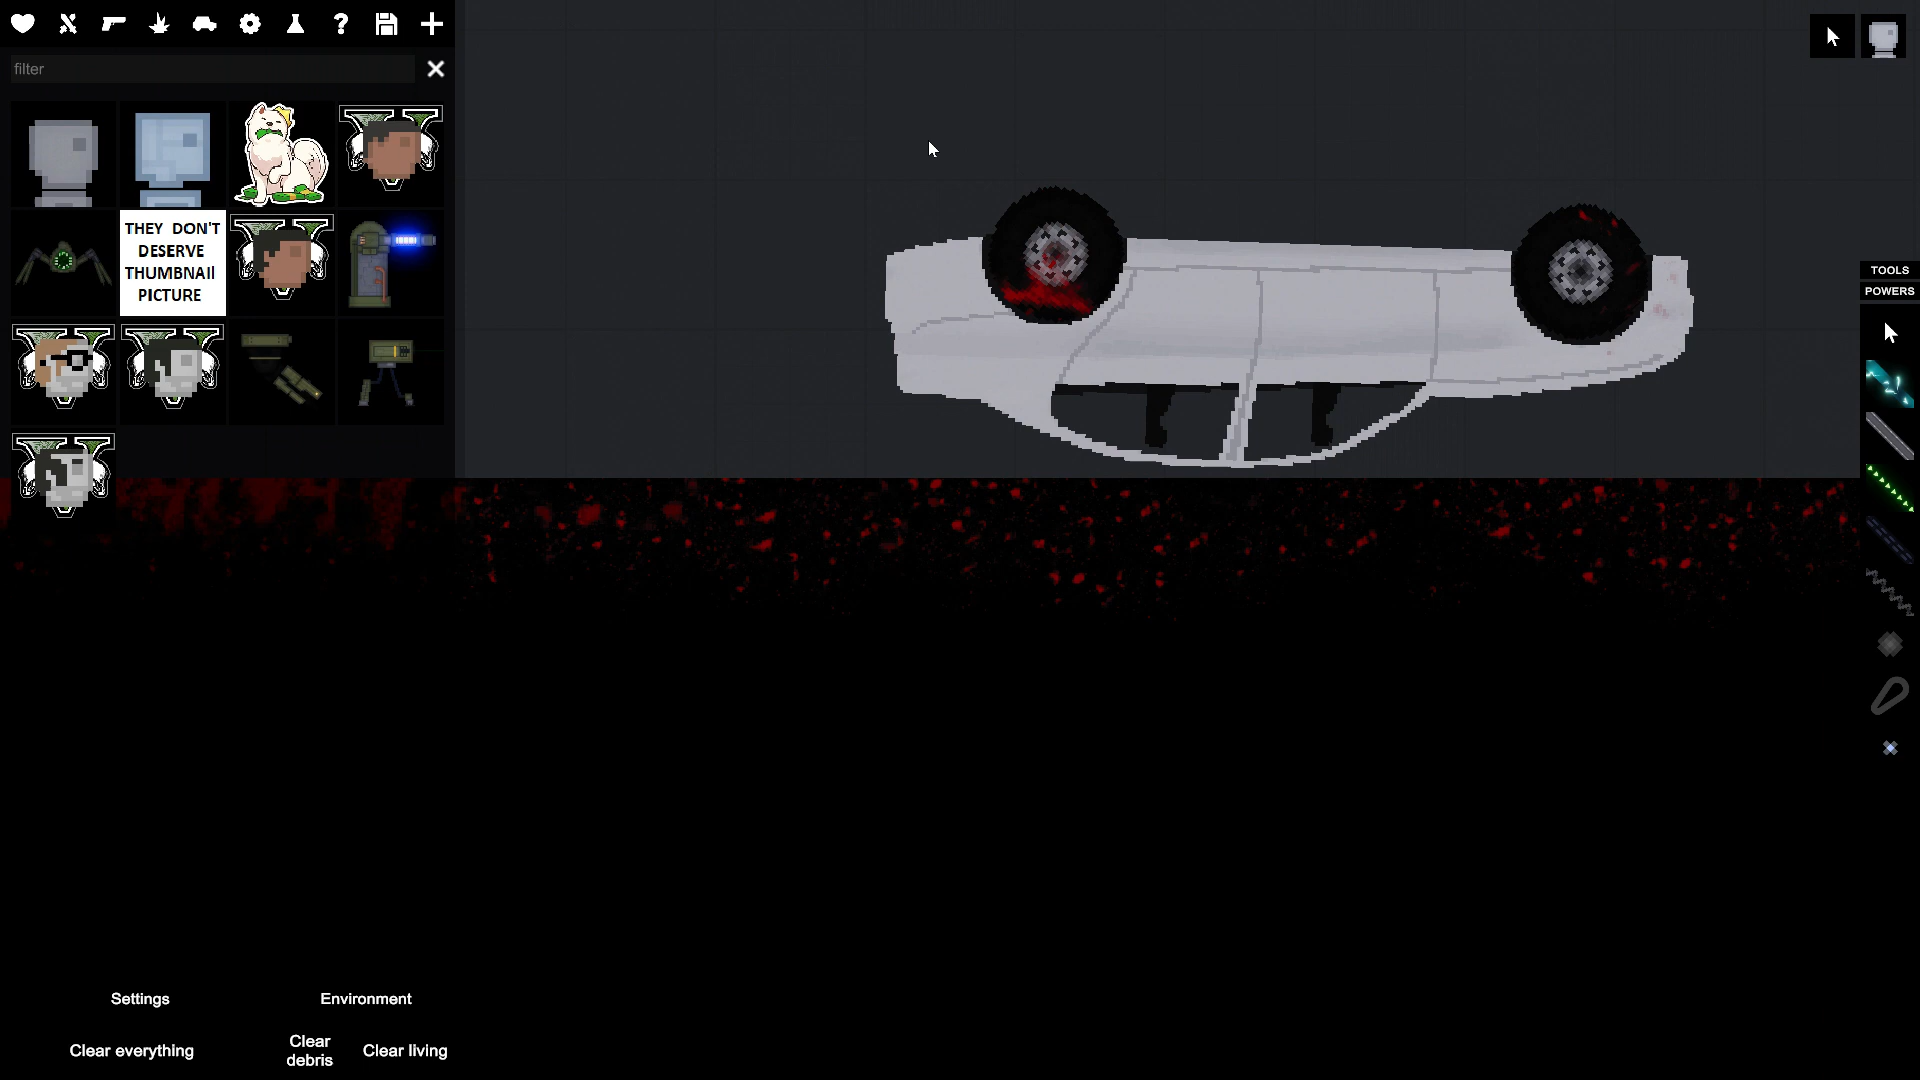 ?
filter
THEY DON'T
DESERVE
THUMBNAIl
PICTURE
TOOLS
POWERS
Settings
Environment
Clear everything
Clear
debris
Clear living